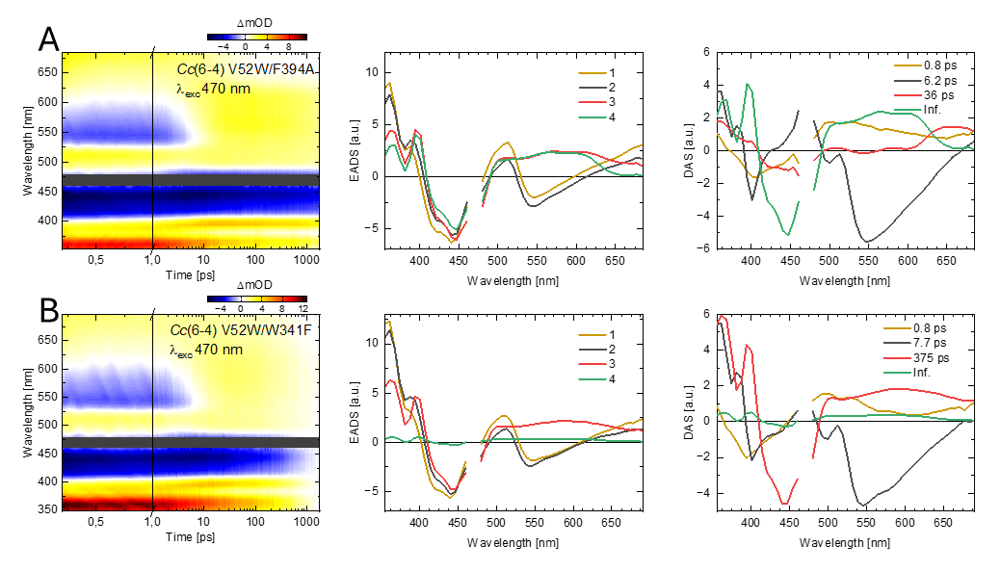 A
ΔmOD
−4 0 4 8
Cc(6-4) V52W/F394A
λexc 470 nm
Wavelength [nm]
650
600
550
500
450
400
0,5 1,0 10 100 1000
Time [ps]
EADS [a.u.]
10
5
0
−5
1
2
3
4
400 450 500 550 600 650
Wavelength [nm]
DAS [a.u.]
6
4
2
0
−2
−4
−6
0.8 ps
6.2 ps
36 ps
Inf.
400 450 500 550 600 650
Wavelength [nm]
B
ΔmOD
−4 0 4 8 12
Cc(6-4) V52W/W341F
λexc 470 nm
Wavelength [nm]
650
600
550
500
450
400
350
0,5 1,0 10 100 1000
Time [ps]
EADS [a.u.]
10
5
0
−5
1
2
3
4
400 450 500 550 600 650
Wavelength [nm]
DAS [a.u.]
6
4
2
0
−2
−4
0.8 ps
7.7 ps
375 ps
Inf.
400 450 500 550 600 650
Wavelength [nm]